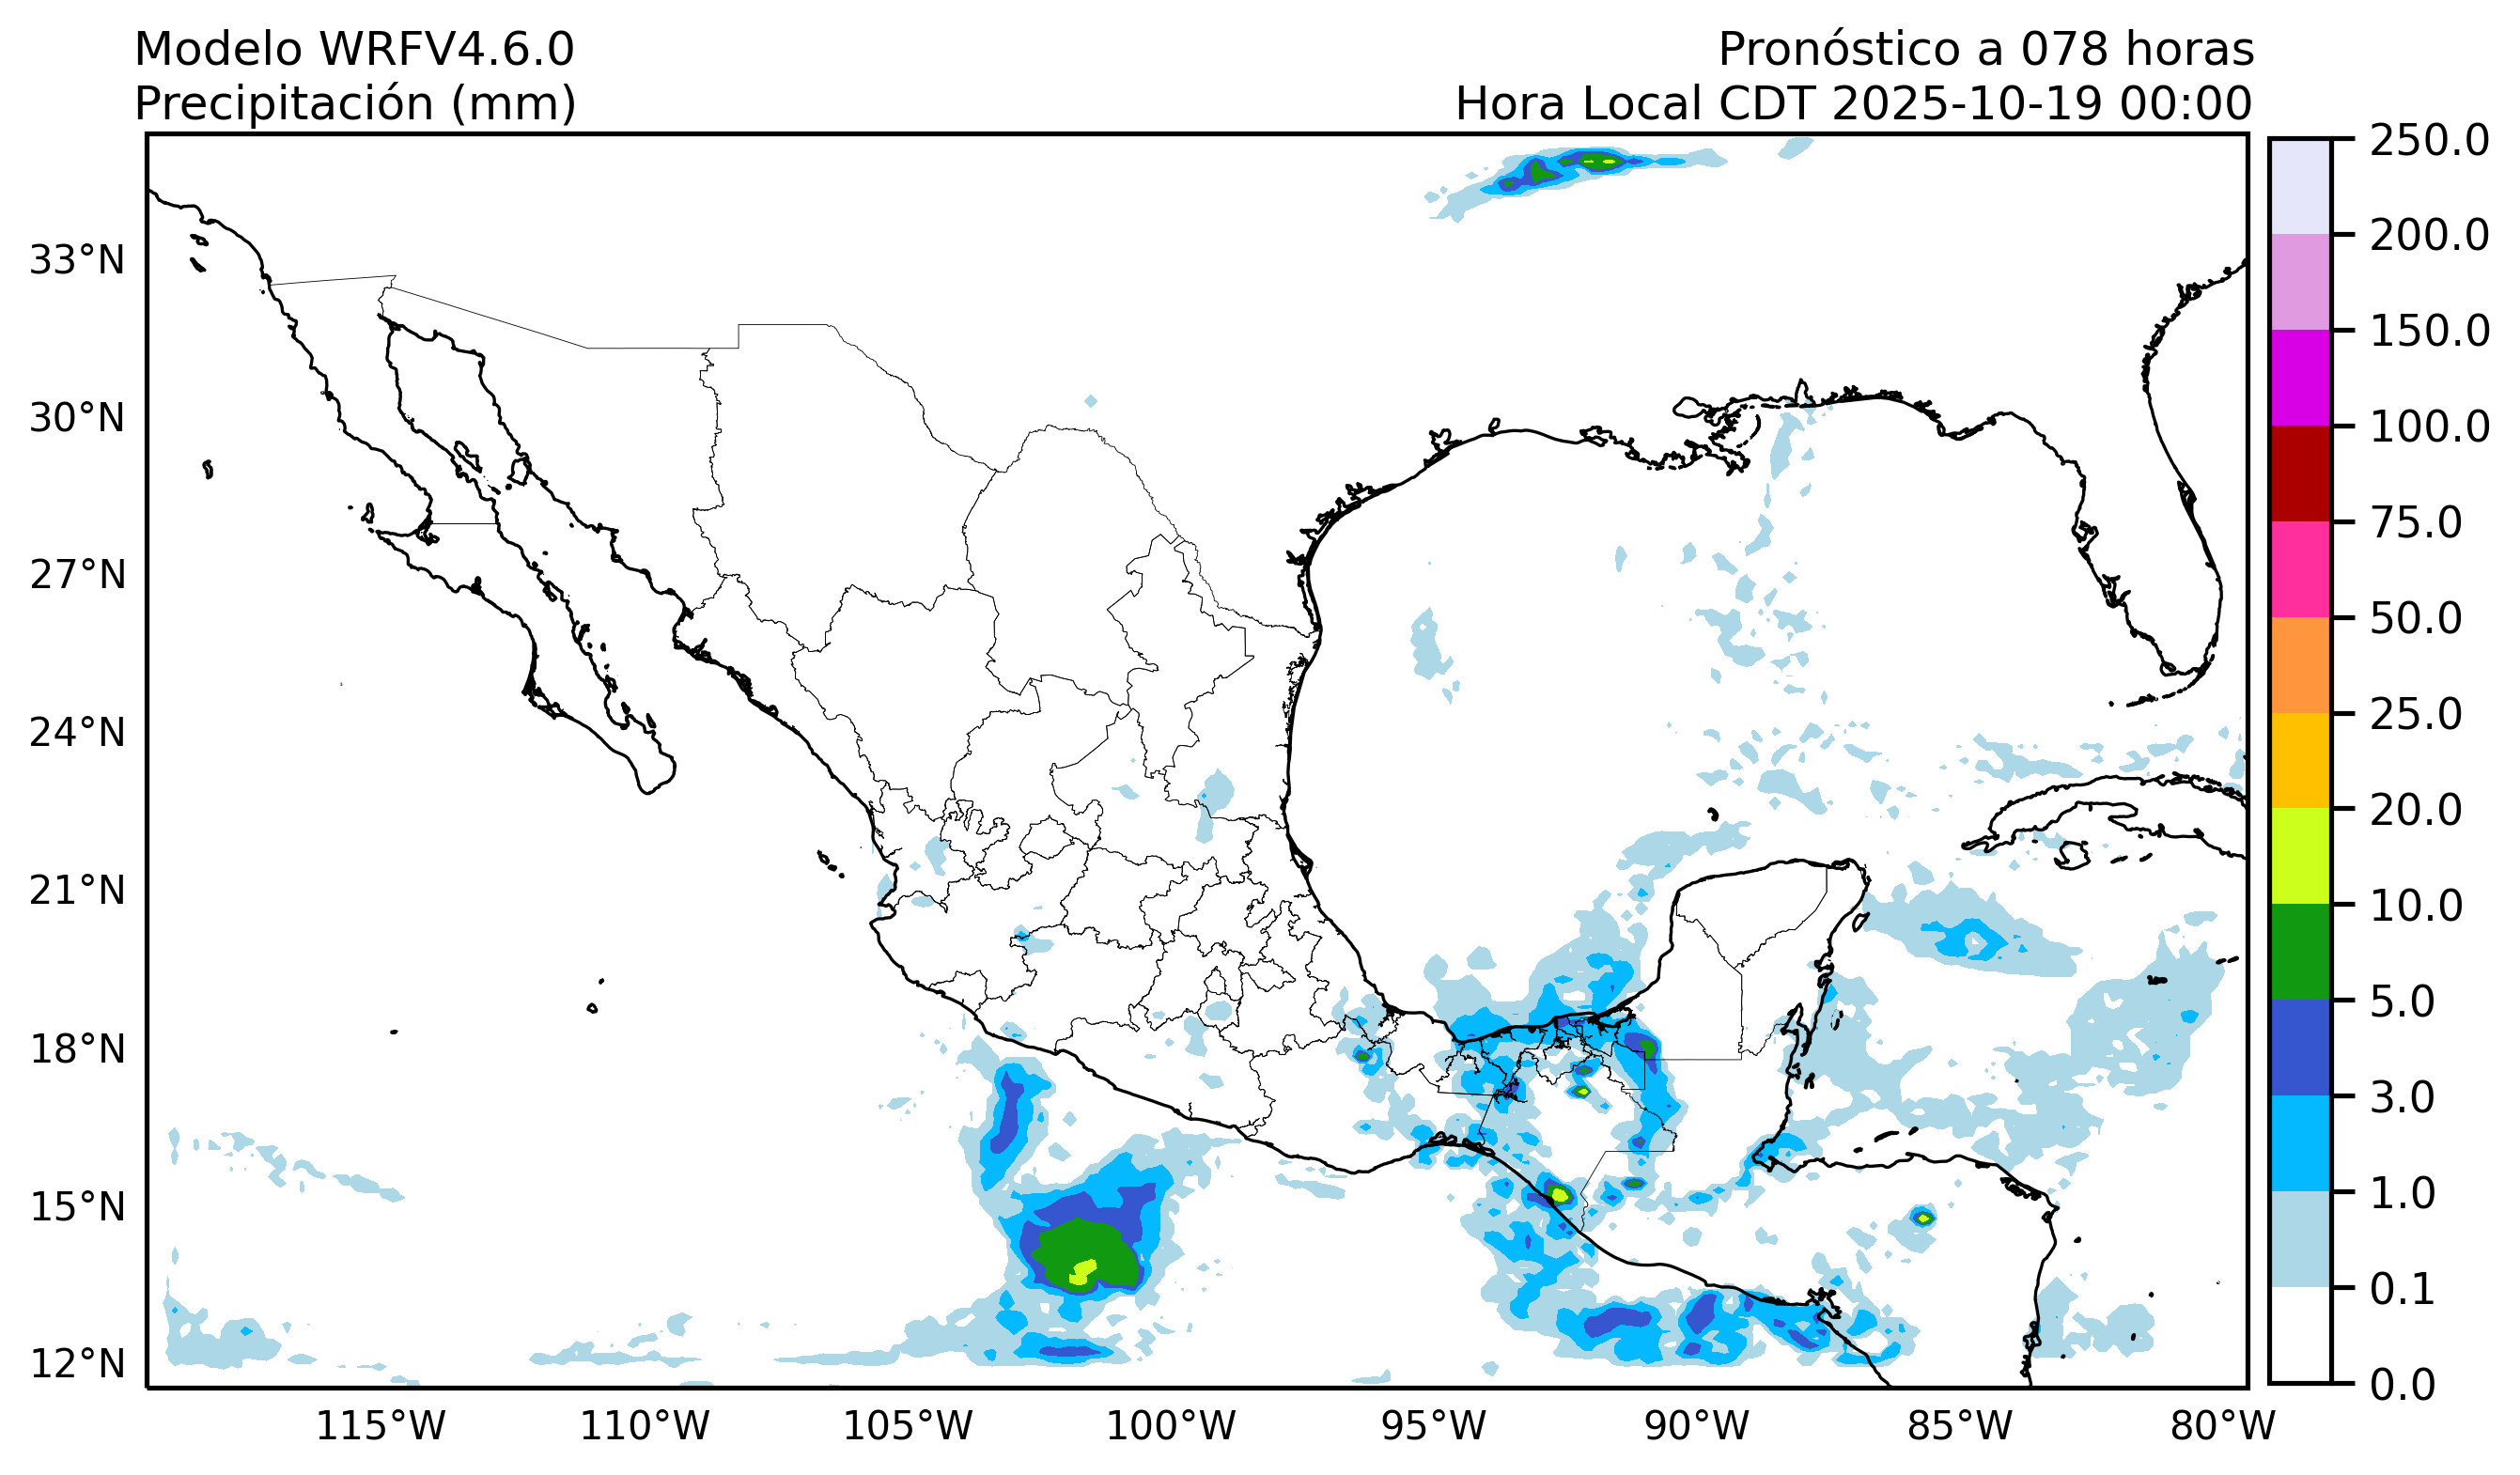 Modelo WRFV4.6.0
Precipitación (mm)
Pronóstico a 078 horas
Hora Local CDT 2025-10-19 00:00
33°N
30°N
27°N
24°N
21°N
18°N
15°N
12°N
115°W
110°W
105°W
100°W
95°W
90°W
85°W
80°W
250.0
200.0
150.0
100.0
75.0
50.0
25.0
20.0
10.0
5.0
3.0
1.0
0.1
0.0